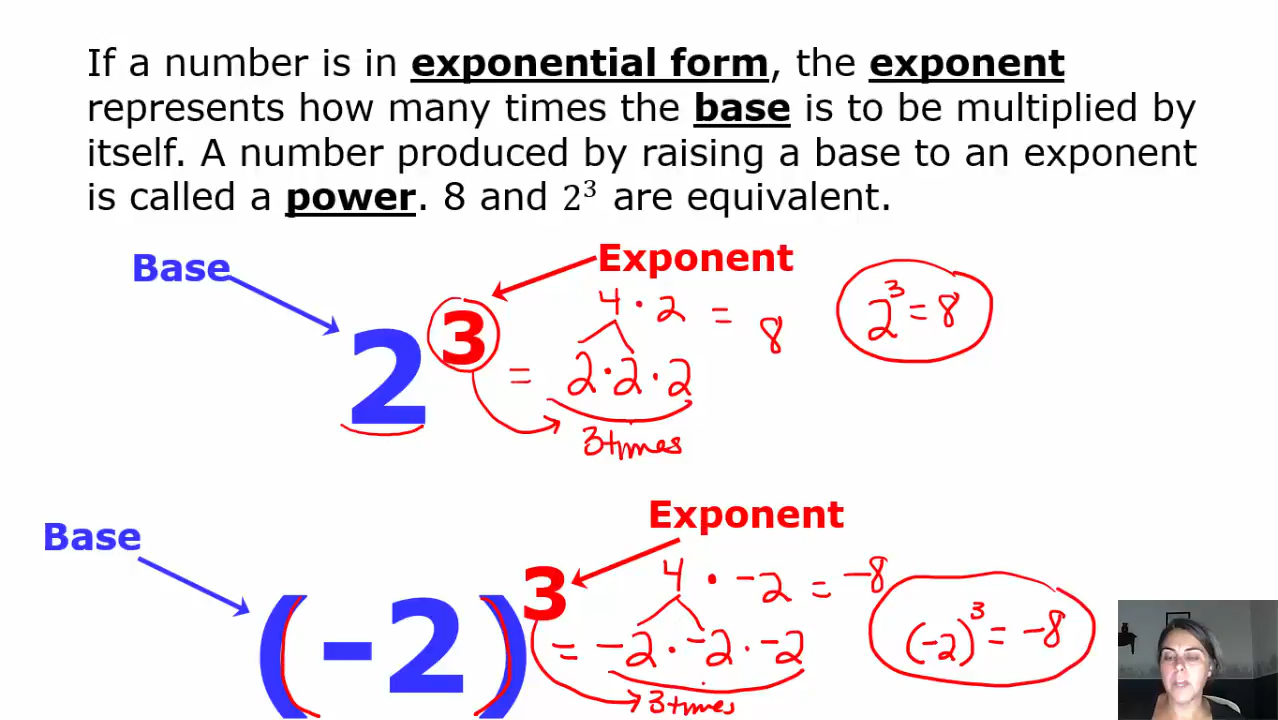 If a number is in exponential form, the exponent
represents how many times the base is to be multiplied by
itself. A number produced by raising a base to an exponent
is called a power. 8 and 2³ are equivalent.
Base
Exponent
2³
4 · 2 = 8
= 2 · 2 · 2
3 times
2³ = 8
Base
Exponent
(-2)³
4 · -2 = -8
= -2 · -2 · -2
3 times
(-2)³ = -8